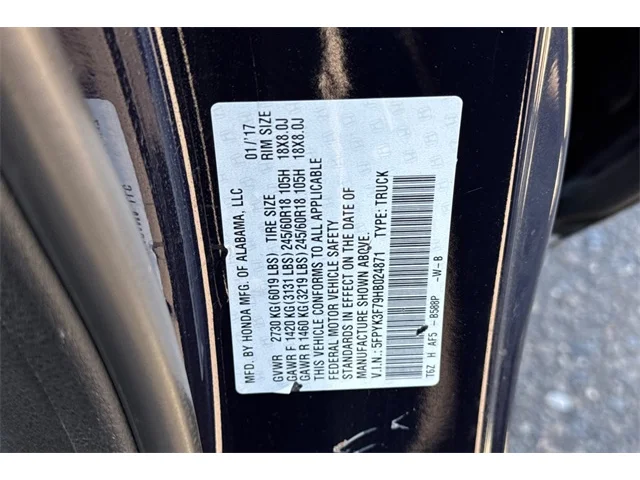 MFD. BY HONDA MFG. OF ALABAMA, LLC 01/'17
GVWR 2730 KG (6019 LBS) TIRE SIZE RIM SIZE
GAWR F 1420 KG (3131 LBS) 245/60R18 105H 18X8.0J
GAWR R 1460 KG (3219 LBS) 245/60R18 105H 18X8.0J
THIS VEHICLE CONFORMS TO ALL APPLICABLE
FEDERAL MOTOR VEHICLE SAFETY
STANDARDS IN EFFECT ON THE DATE OF
MANUFACTURE SHOWN ABOVE.
V.I.N.: 5FPYK3F79HB024871 TYPE: TRUCK
T6Z H AF5 - B588P -W-B